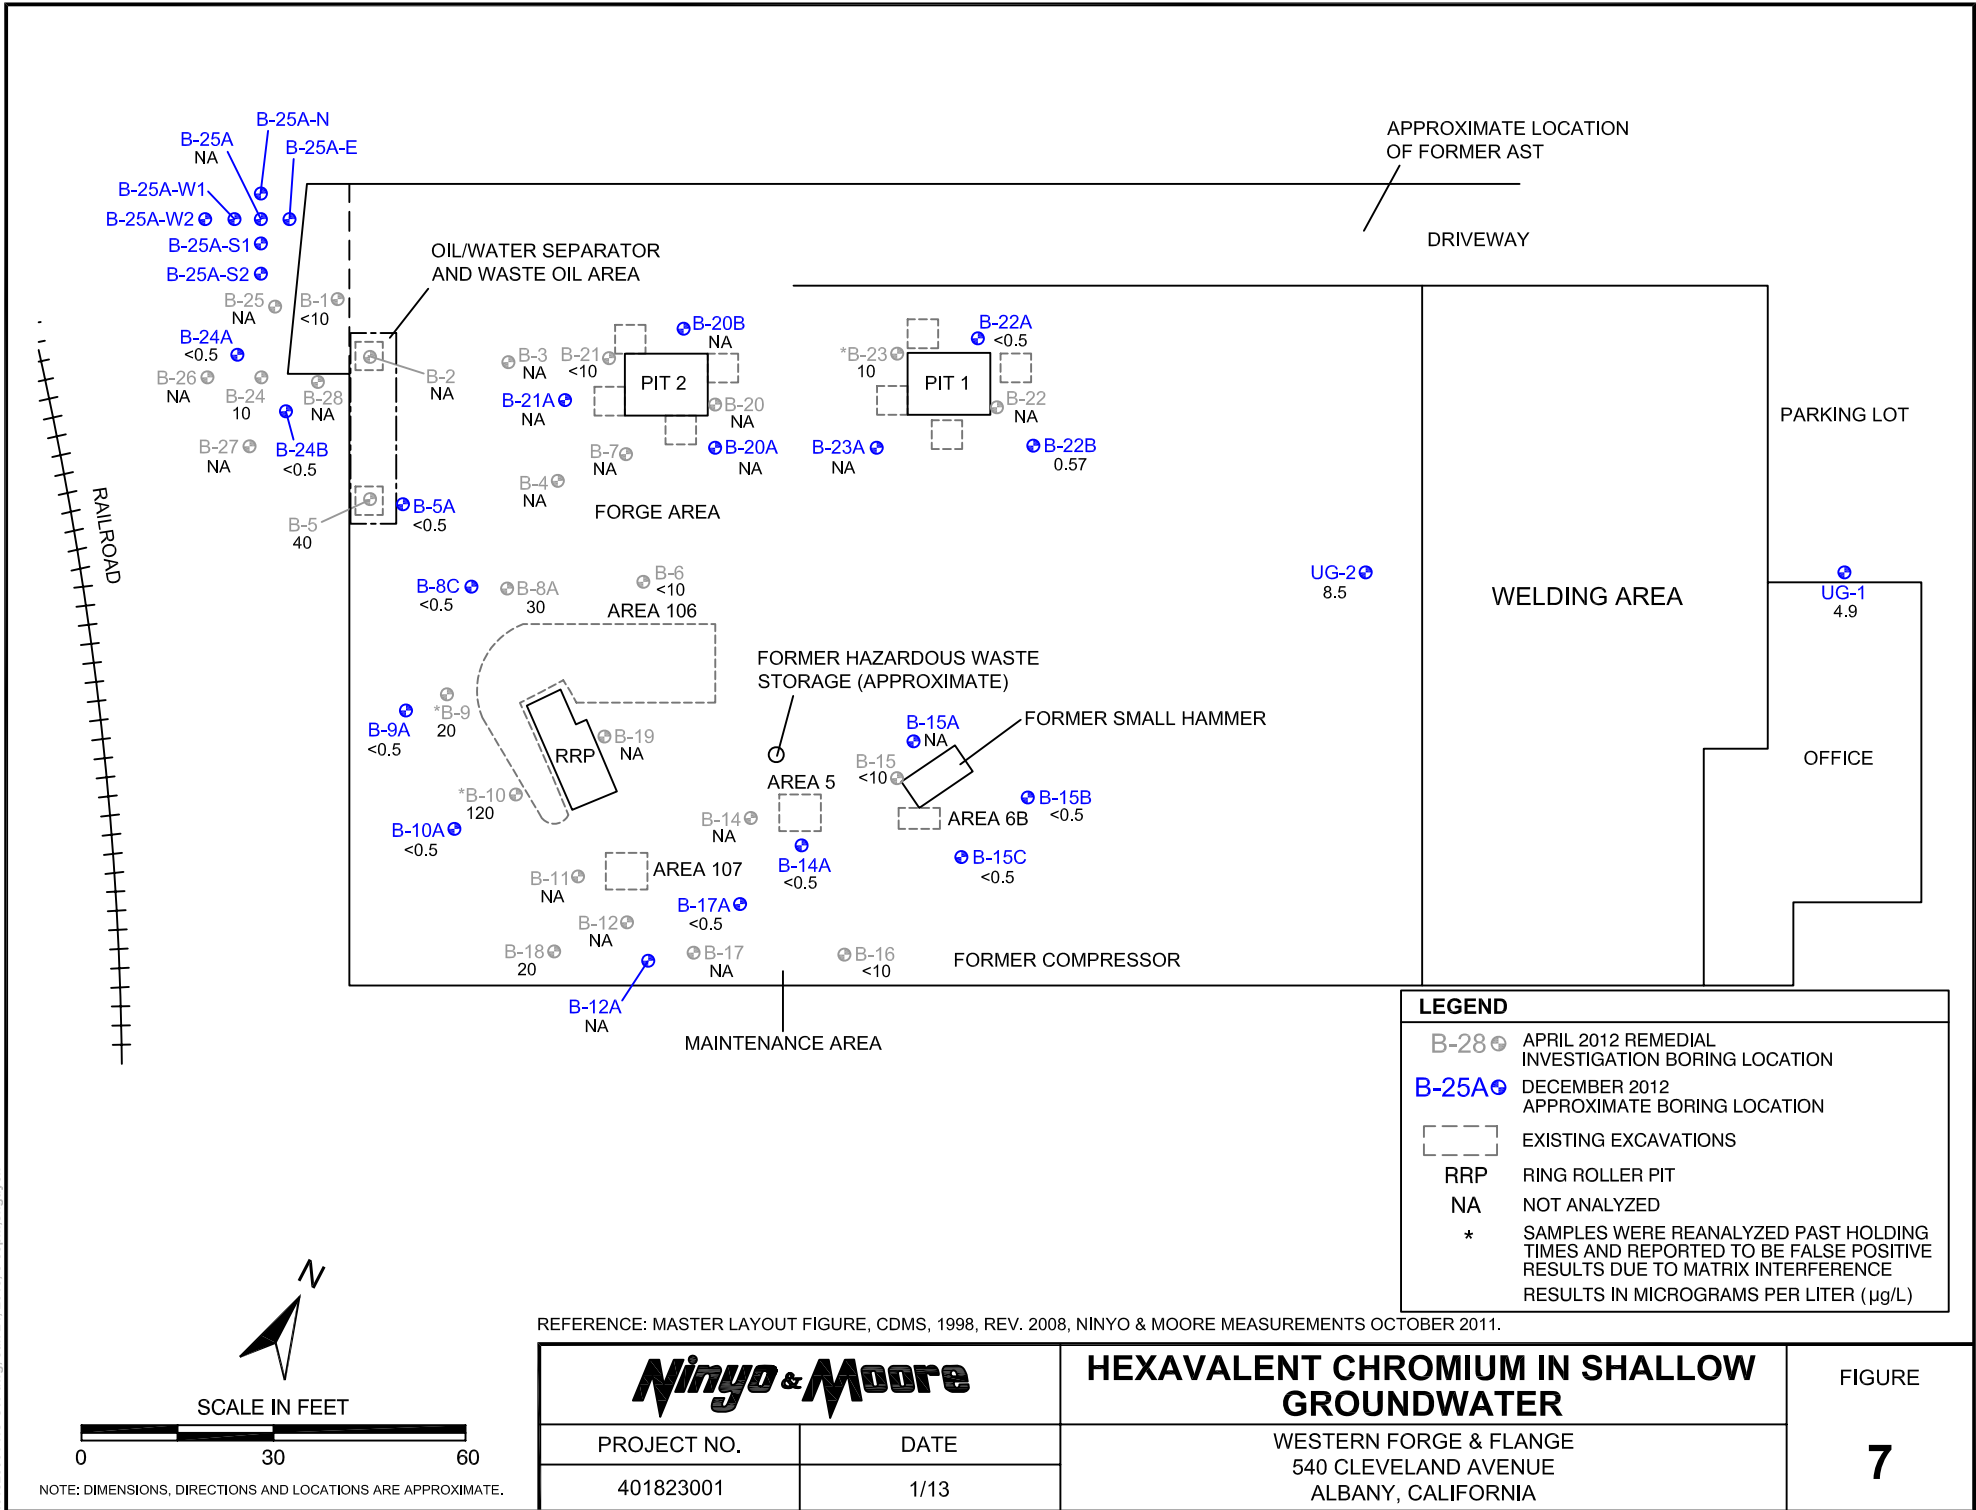 B-25A-N
B-25A
NA
B-25A-E
B-25A-W1
B-25A-W2
B-25A-S1
B-25A-S2
B-25
NA
B-1
<10
B-24A
<0.5
B-26
NA
B-24
10
B-28
NA
B-27
NA
B-24B
<0.5
OIL/WATER SEPARATOR
AND WASTE OIL AREA
B-2
NA
B-5
40
B-5A
<0.5
APPROXIMATE LOCATION
OF FORMER AST
DRIVEWAY
B-3
NA
B-21
<10
B-20B
NA
PIT 2
B-21A
NA
B-20
NA
B-7
NA
B-20A
NA
B-4
NA
FORGE AREA
B-22A
<0.5
*B-23
10
PIT 1
B-22
NA
B-23A
NA
B-22B
0.57
PARKING LOT
RAILROAD
B-8C
<0.5
B-8A
30
B-6
<10
AREA 106
UG-2
8.5
WELDING AREA
UG-1
4.9
FORMER HAZARDOUS WASTE
STORAGE (APPROXIMATE)
*B-9
20
B-9A
<0.5
B-19
NA
RRP
B-15A
NA
FORMER SMALL HAMMER
B-15
<10
OFFICE
*B-10
120
AREA 5
B-10A
<0.5
B-14
NA
AREA 6B
B-15B
<0.5
B-14A
<0.5
B-15C
<0.5
AREA 107
B-11
NA
B-17A
<0.5
B-12
NA
B-18
20
B-17
NA
B-16
<10
FORMER COMPRESSOR
B-12A
NA
MAINTENANCE AREA
LEGEND
B-28 APRIL 2012 REMEDIAL
INVESTIGATION BORING LOCATION
B-25A DECEMBER 2012
APPROXIMATE BORING LOCATION
EXISTING EXCAVATIONS
RRP RING ROLLER PIT
NA NOT ANALYZED
* SAMPLES WERE REANALYZED PAST HOLDING
TIMES AND REPORTED TO BE FALSE POSITIVE
RESULTS DUE TO MATRIX INTERFERENCE
RESULTS IN MICROGRAMS PER LITER (µg/L)
N
SCALE IN FEET
0 30 60
NOTE: DIMENSIONS, DIRECTIONS AND LOCATIONS ARE APPROXIMATE.
REFERENCE: MASTER LAYOUT FIGURE, CDMS, 1998, REV. 2008, NINYO & MOORE MEASUREMENTS OCTOBER 2011.
Ninyo & Moore
PROJECT NO. DATE
401823001 1/13
HEXAVALENT CHROMIUM IN SHALLOW
GROUNDWATER
WESTERN FORGE & FLANGE
540 CLEVELAND AVENUE
ALBANY, CALIFORNIA
FIGURE
7